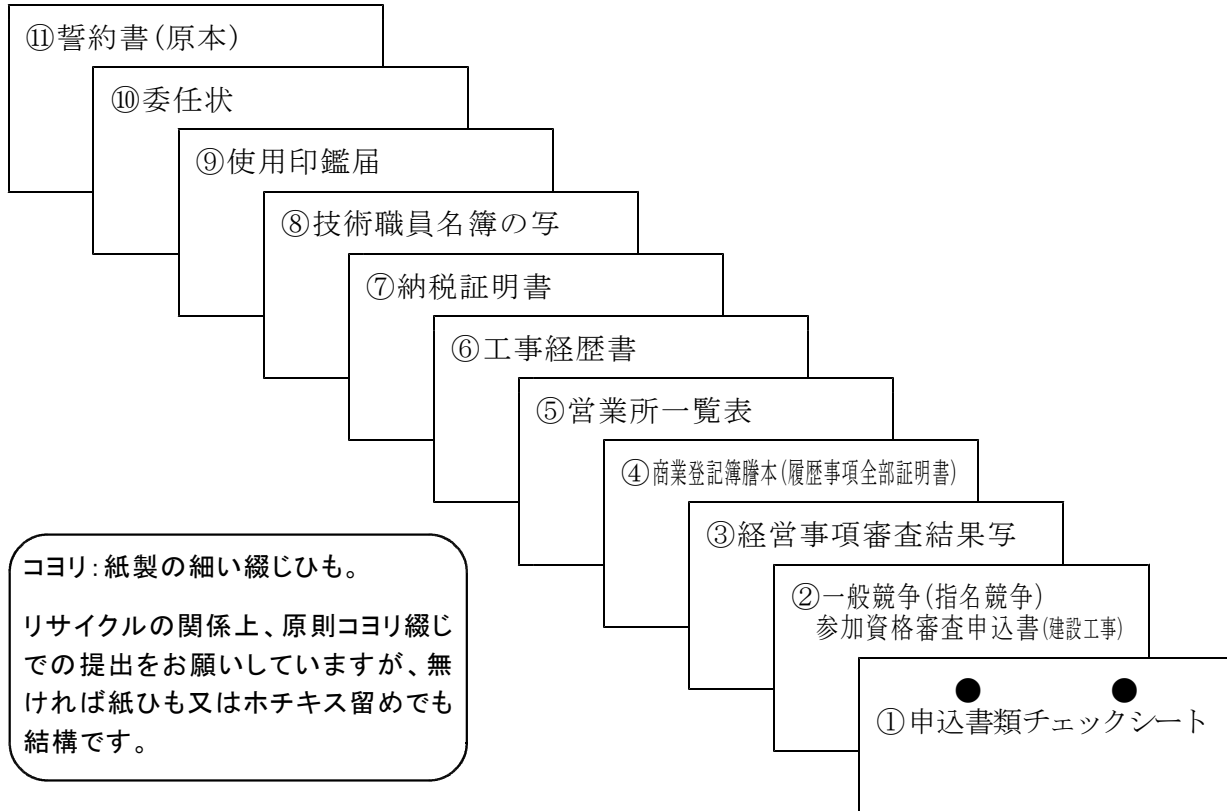 ⑪誓約書(原本)
⑩委任状
⑨使用印鑑届
⑧技術職員名簿の写
⑦納税証明書
⑥工事経歴書
⑤営業所一覧表
④商業登記簿謄本(履歴事項全部証明書)
③経営事項審査結果写
②一般競争(指名競争)
参加資格審査申込書(建設工事)
①申込書類チェックシート
コヨリ:紙製の細い綴じひも。
リサイクルの関係上、原則コヨリ綴じ
での提出をお願いしていますが、無
ければ紙ひも又はホチキス留めでも
結構です。